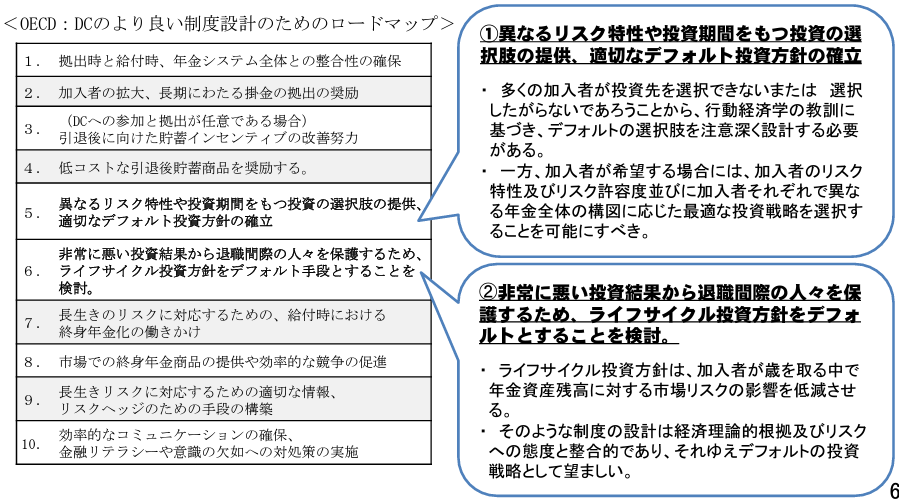 ＜OECD：DCのより良い制度設計のためのロードマップ＞
１． 拠出時と給付時、年金システム全体との整合性の確保
２． 加入者の拡大、長期にわたる掛金の拠出の奨励
３． （DCへの参加と拠出が任意である場合）
引退後に向けた貯蓄インセンティブの改善努力
４． 低コストな引退後貯蓄商品を奨励する。
５． 異なるリスク特性や投資期間をもつ投資の選択肢の提供、
適切なデフォルト投資方針の確立
６． 非常に悪い投資結果から退職間際の人々を保護するため、
ライフサイクル投資方針をデフォルト手段とすることを
検討。
７． 長生きのリスクに対応するための、給付時における
終身年金化の働きかけ
８． 市場での終身年金商品の提供や効率的な競争の促進
９． 長生きリスクに対応するための適切な情報、
リスクヘッジのための手段の構築
10． 効率的なコミュニケーションの確保、
金融リテラシーや意識の欠如への対処策の実施
①異なるリスク特性や投資期間をもつ投資の選
択肢の提供、適切なデフォルト投資方針の確立
・ 多くの加入者が投資先を選択できないまたは 選択
したがらないであろうことから、行動経済学の教訓に
基づき、デフォルトの選択肢を注意深く設計する必要
がある。
・ 一方、加入者が希望する場合には、加入者のリスク
特性及びリスク許容度並びに加入者それぞれで異な
る年金全体の構図に応じた最適な投資戦略を選択す
ることを可能にすべき。
②非常に悪い投資結果から退職間際の人々を保
護するため、ライフサイクル投資方針をデフォ
ルトとすることを検討。
・ ライフサイクル投資方針は、加入者が歳を取る中で
年金資産残高に対する市場リスクの影響を低減させ
る。
・ そのような制度の設計は経済理論的根拠及びリスク
への態度と整合的であり、それゆえデフォルトの投資
戦略として望ましい。
6